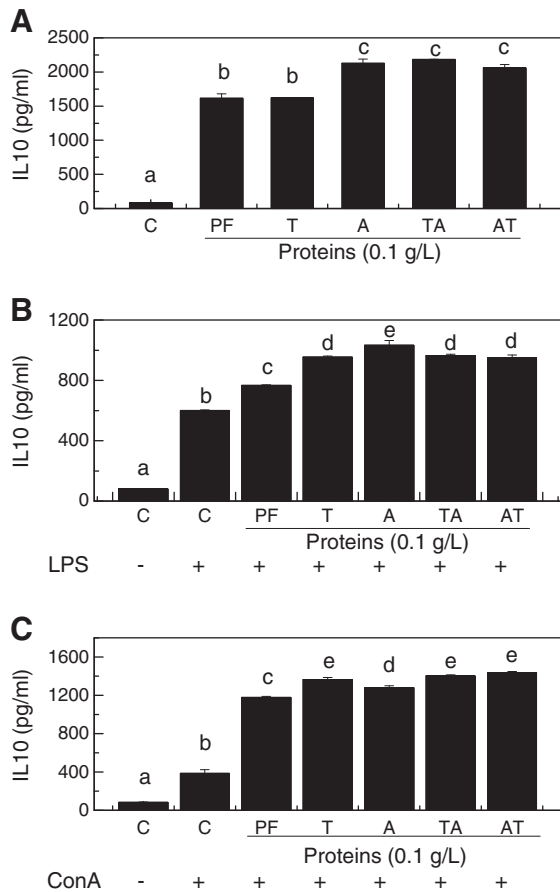 A
IL10 (pg/ml)
2500
2000
1500
1000
500
0
a b b c c c
C PF T A TA AT
Proteins (0.1 g/L)
B
IL10 (pg/ml)
1200
800
400
0
a b c d e d d
C C PF T A TA AT
Proteins (0.1 g/L)
LPS - + + + + + +
C
IL10 (pg/ml)
1600
1200
800
400
0
a b c e d e e
C C PF T A TA AT
Proteins (0.1 g/L)
ConA - + + + + + +